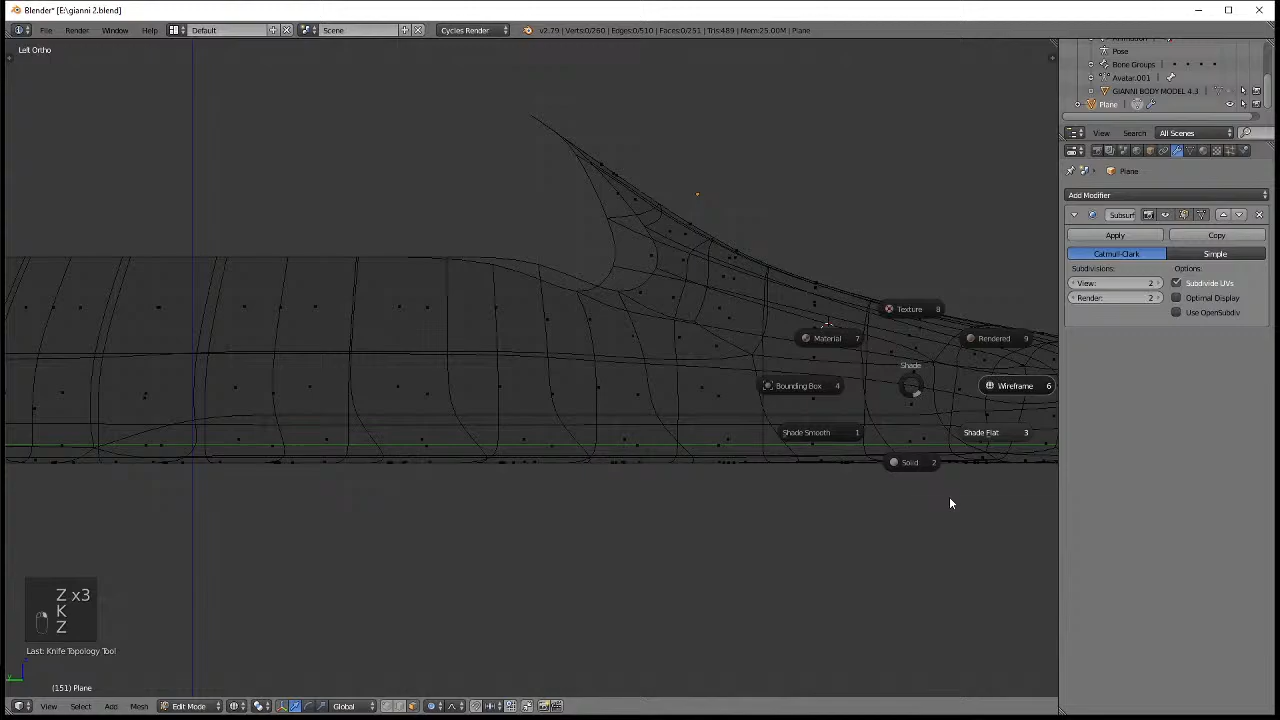 Blender* [E:\gianni 2.blend]
File Render Window Help Default Scene Cycles Render v2.79 | Verts:0/260 | Edges:0/510 | Faces:0/251 | Tris:489 | Mem:25.00M | Plane
Left Ortho
Pose
Bone Groups
Avatar.001
GIANNI BODY MODEL 4.3
Plane
View Search All Scenes
Plane
Add Modifier
Subsurf
Apply Copy
Catmull-Clark Simple
Subdivisions: Options:
View: 2 Subdivide UVs
Render: 2 Optimal Display
Use OpenSubdiv
Texture 8
Material 7
Rendered 9
Shade
Bounding Box 4
Wireframe 6
Shade Smooth 1
Shade Flat 3
Solid 2
Z x3
K
Z
Last: Knife Topology Tool
(151) Plane
View Select Add Mesh Edit Mode Global